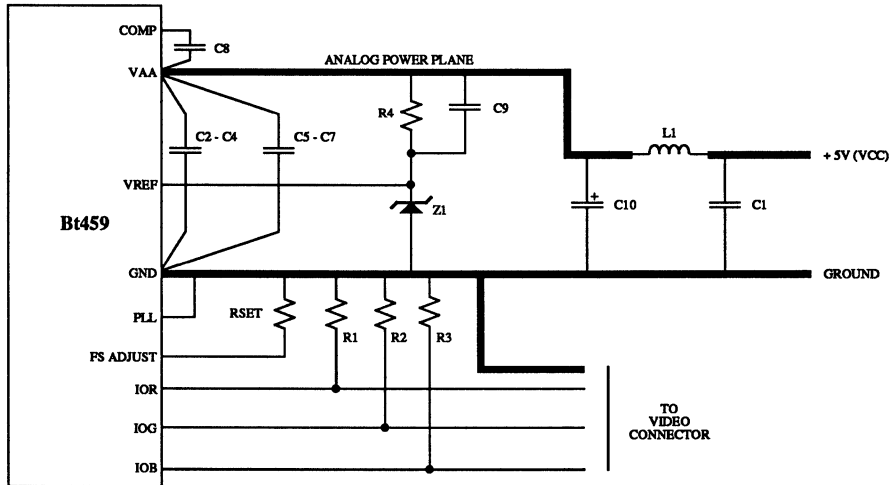 COMP
C8
ANALOG POWER PLANE
VAA
R4
C9
C2 - C4
C5 - C7
L1
+ 5V (VCC)
VREF
Z1
+
C10
C1
Bt459
GND
GROUND
PLL
RSET
R1
R2
R3
FS ADJUST
IOR
IOG
IOB
TO
VIDEO
CONNECTOR